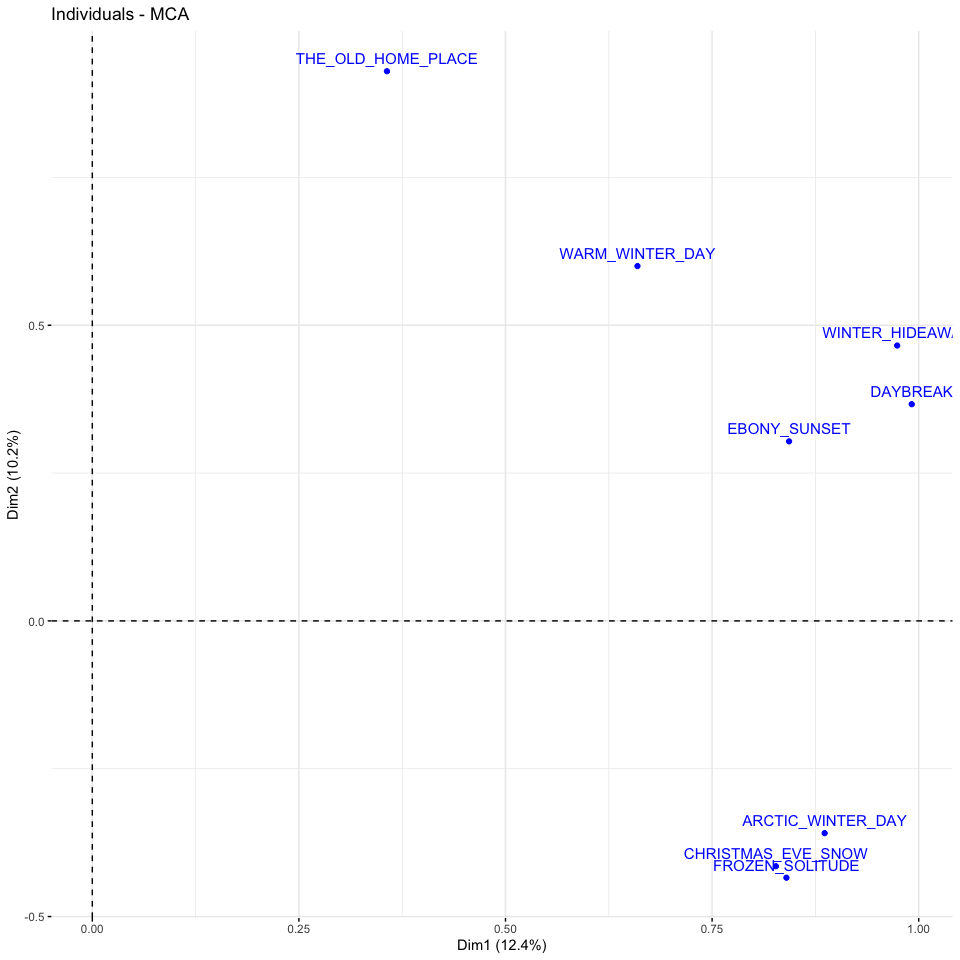 Individuals - MCA
THE_OLD_HOME_PLACE
WARM_WINTER_DAY
WINTER_HIDEAWA
DAYBREAK
EBONY_SUNSET
ARCTIC_WINTER_DAY
CHRISTMAS_EVE_SNOW
FROZEN_SOLITUDE
0.5
0.0
-0.5
Dim2 (10.2%)
0.00 0.25 0.50 0.75 1.00
Dim1 (12.4%)